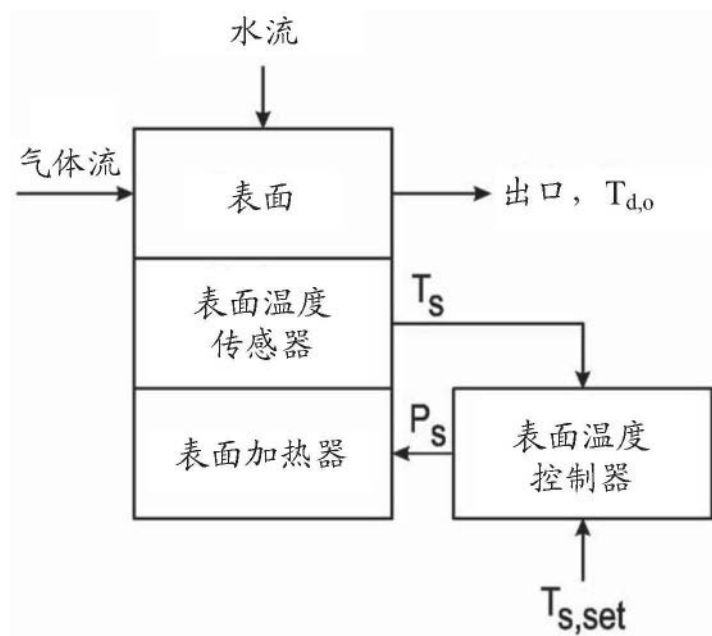 水流
气体流
表面
出口，T_{d,o}
表面温度
传感器
T_s
表面加热器
P_s
表面温度
控制器
T_{s,set}